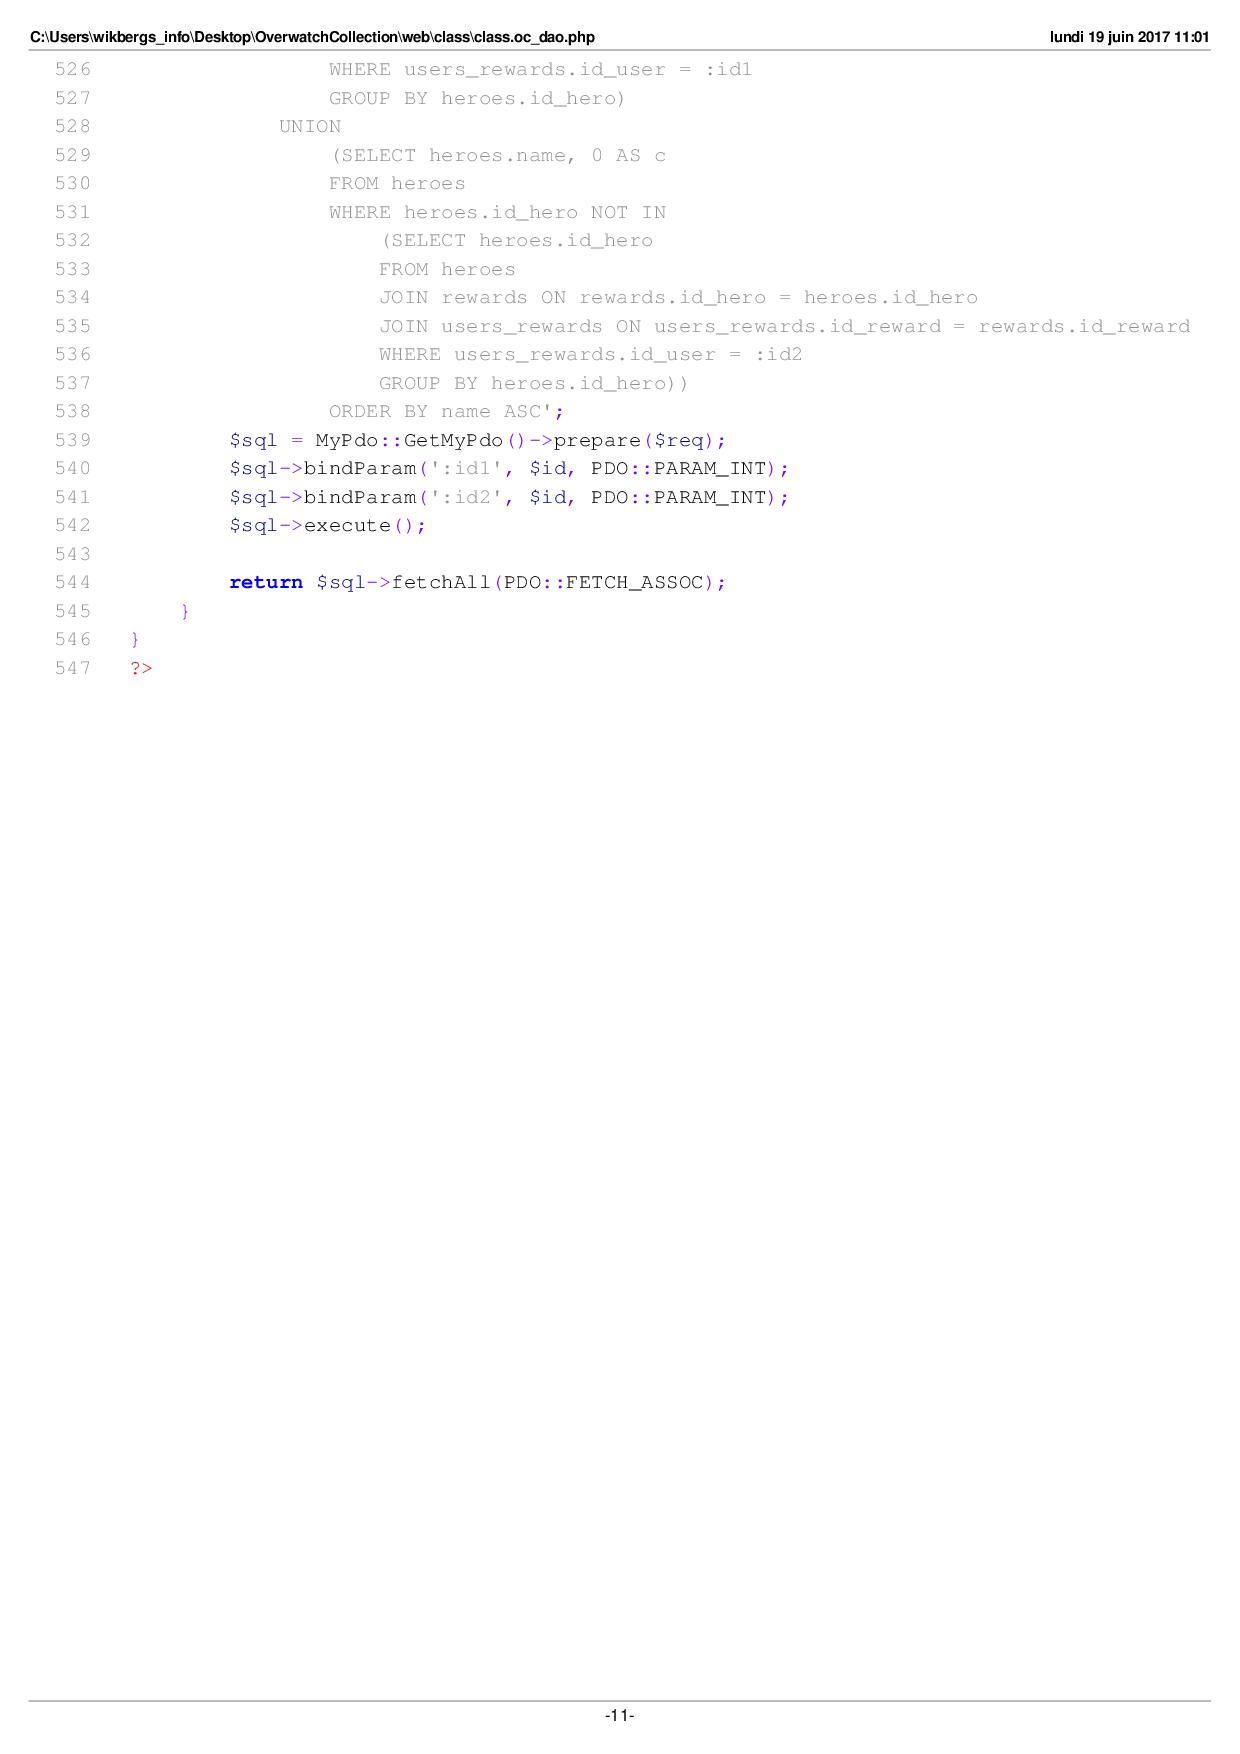 C:\Users\wikbergs_info\Desktop\OverwatchCollection\web\class\class.oc_dao.php lundi 19 juin 2017 11:01
526 WHERE users_rewards.id_user = :id1
527 GROUP BY heroes.id_hero)
528 UNION
529 (SELECT heroes.name, 0 AS c
530 FROM heroes
531 WHERE heroes.id_hero NOT IN
532 (SELECT heroes.id_hero
533 FROM heroes
534 JOIN rewards ON rewards.id_hero = heroes.id_hero
535 JOIN users_rewards ON users_rewards.id_reward = rewards.id_reward
536 WHERE users_rewards.id_user = :id2
537 GROUP BY heroes.id_hero))
538 ORDER BY name ASC';
539 $sql = MyPdo::GetMyPdo()->prepare($req);
540 $sql->bindParam(':id1', $id, PDO::PARAM_INT);
541 $sql->bindParam(':id2', $id, PDO::PARAM_INT);
542 $sql->execute();
543
544 return $sql->fetchAll(PDO::FETCH_ASSOC);
545 }
546 }
547 ?>
-11-